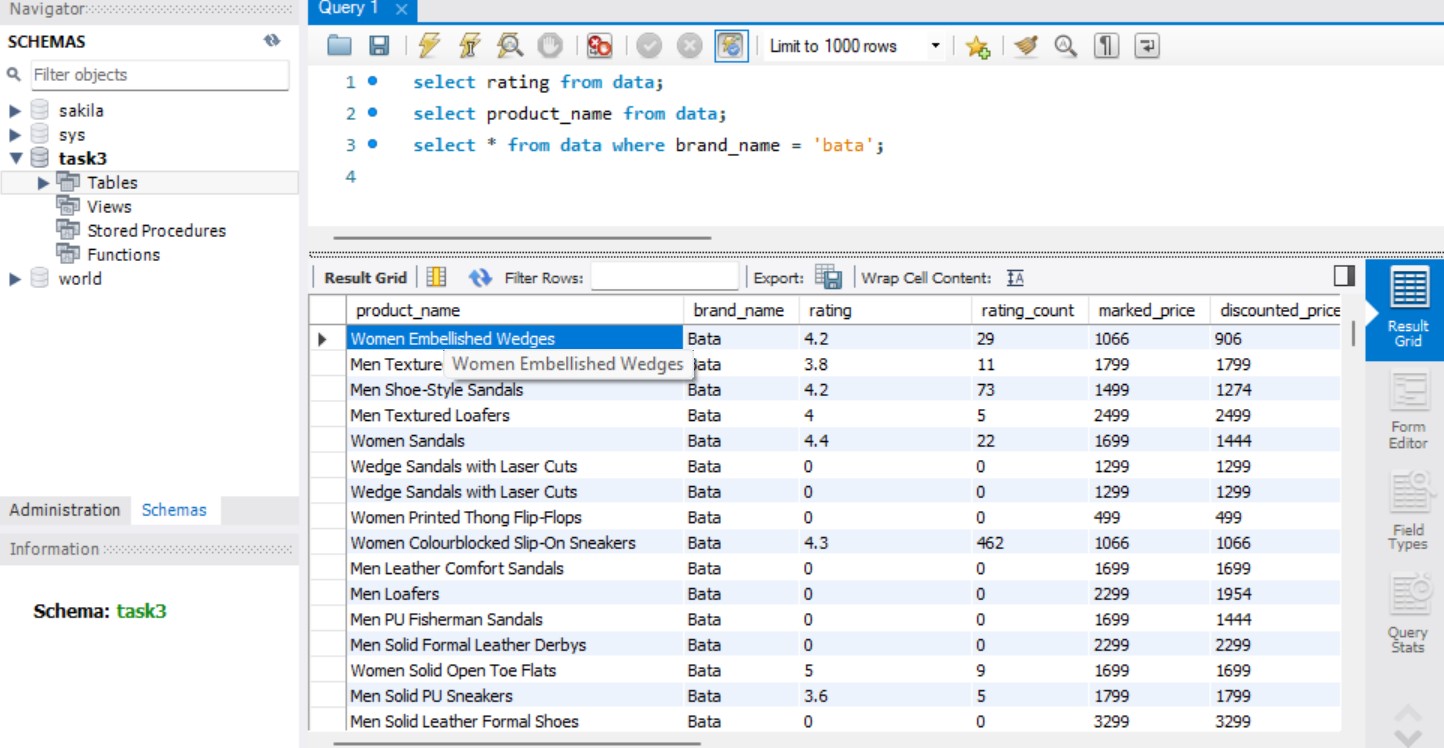 Navigator
SCHEMAS
Filter objects
sakila
sys
task3
Tables
Views
Stored Procedures
Functions
world
Administration Schemas
Information
Schema: task3
Query 1
Limit to 1000 rows
1 select rating from data;
2 select product_name from data;
3 select * from data where brand_name = 'bata';
4
Result Grid Filter Rows: Export: Wrap Cell Content:
product_name brand_name rating rating_count marked_price discounted_price
Women Embellished Wedges Bata 4.2 29 1066 906
Men Texture Women Embellished Wedges Bata 3.8 11 1799 1799
Men Shoe-Style Sandals Bata 4.2 73 1499 1274
Men Textured Loafers Bata 4 5 2499 2499
Women Sandals Bata 4.4 22 1699 1444
Wedge Sandals with Laser Cuts Bata 0 0 1299 1299
Wedge Sandals with Laser Cuts Bata 0 0 1299 1299
Women Printed Thong Flip-Flops Bata 0 0 499 499
Women Colourblocked Slip-On Sneakers Bata 4.3 462 1066 1066
Men Leather Comfort Sandals Bata 0 0 1699 1699
Men Loafers Bata 0 0 2299 1954
Men PU Fisherman Sandals Bata 0 0 1699 1444
Men Solid Formal Leather Derbys Bata 0 0 2299 2299
Women Solid Open Toe Flats Bata 5 9 1699 1699
Men Solid PU Sneakers Bata 3.6 5 1799 1799
Men Solid Leather Formal Shoes Bata 0 0 3299 3299
Result
Grid
Form
Editor
Field
Types
Query
Stats